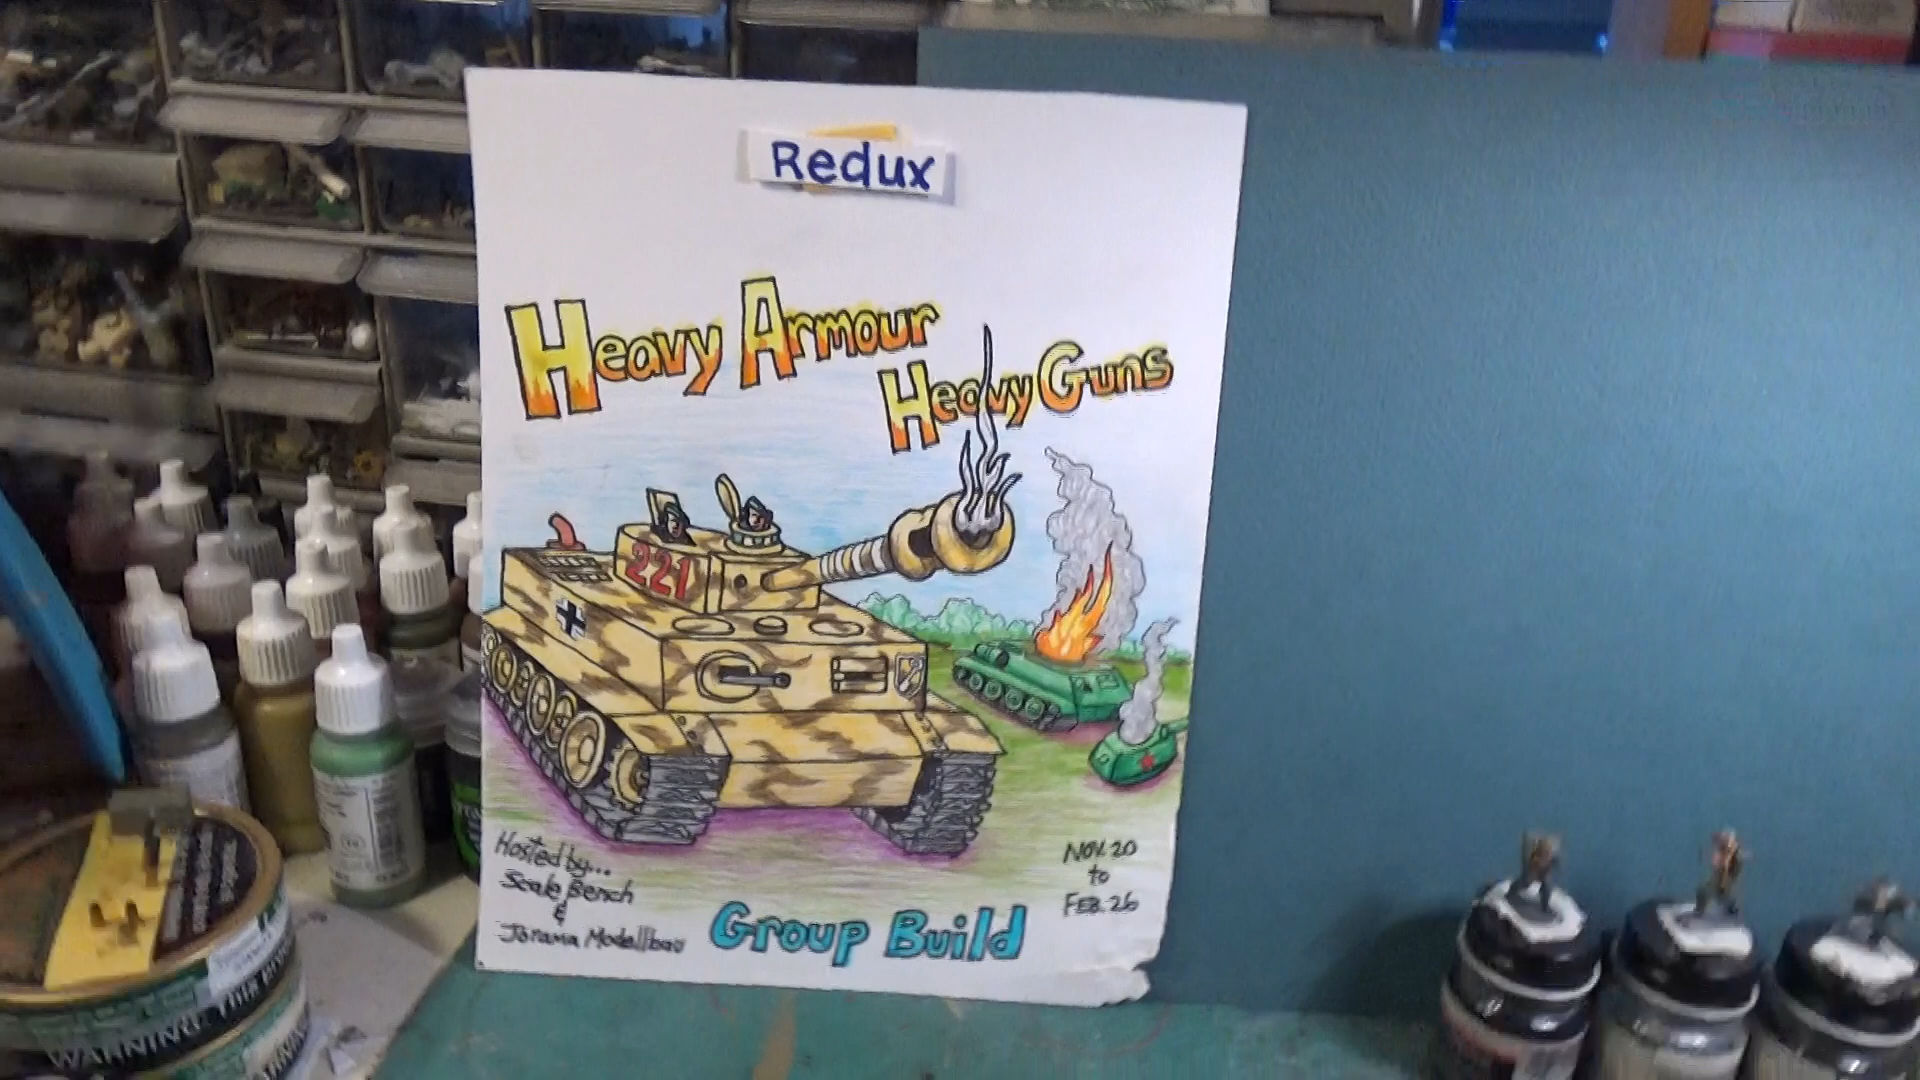 Redux
Heavy Armour
Heavy Guns
221
Hosted by...
Scale Bench
&
Jorama Modellbau
Group Build
Nov. 20
to
Feb. 26
WARNING: